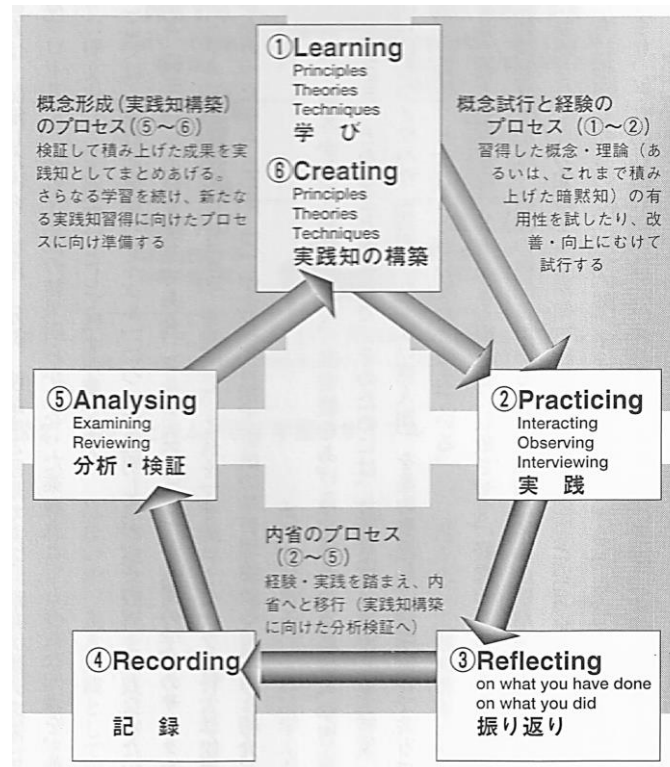 ①Learning
Principles
Theories
Techniques
学　び
⑥Creating
Principles
Theories
Techniques
実践知の構築
概念形成（実践知構築）
のプロセス（⑤〜⑥）
検証して積み上げた成果を実
践知としてまとめあげる。
さらなる学習を続け、新たな
る実践知習得に向けたプロセ
スに向け準備する
概念試行と経験の
プロセス（①〜②）
習得した概念・理論（あ
るいは、これまで積み
上げた暗黙知）の有
用性を試したり、改
善・向上にむけて
試行する
⑤Analysing
Examining
Reviewing
分析・検証
②Practicing
Interacting
Observing
Interviewing
実　践
内省のプロセス
（②〜⑤）
経験・実践を踏まえ、内
省へと移行（実践知構築
に向けた分析検証へ）
④Recording
記　録
③Reflecting
on what you have done
on what you did
振り返り